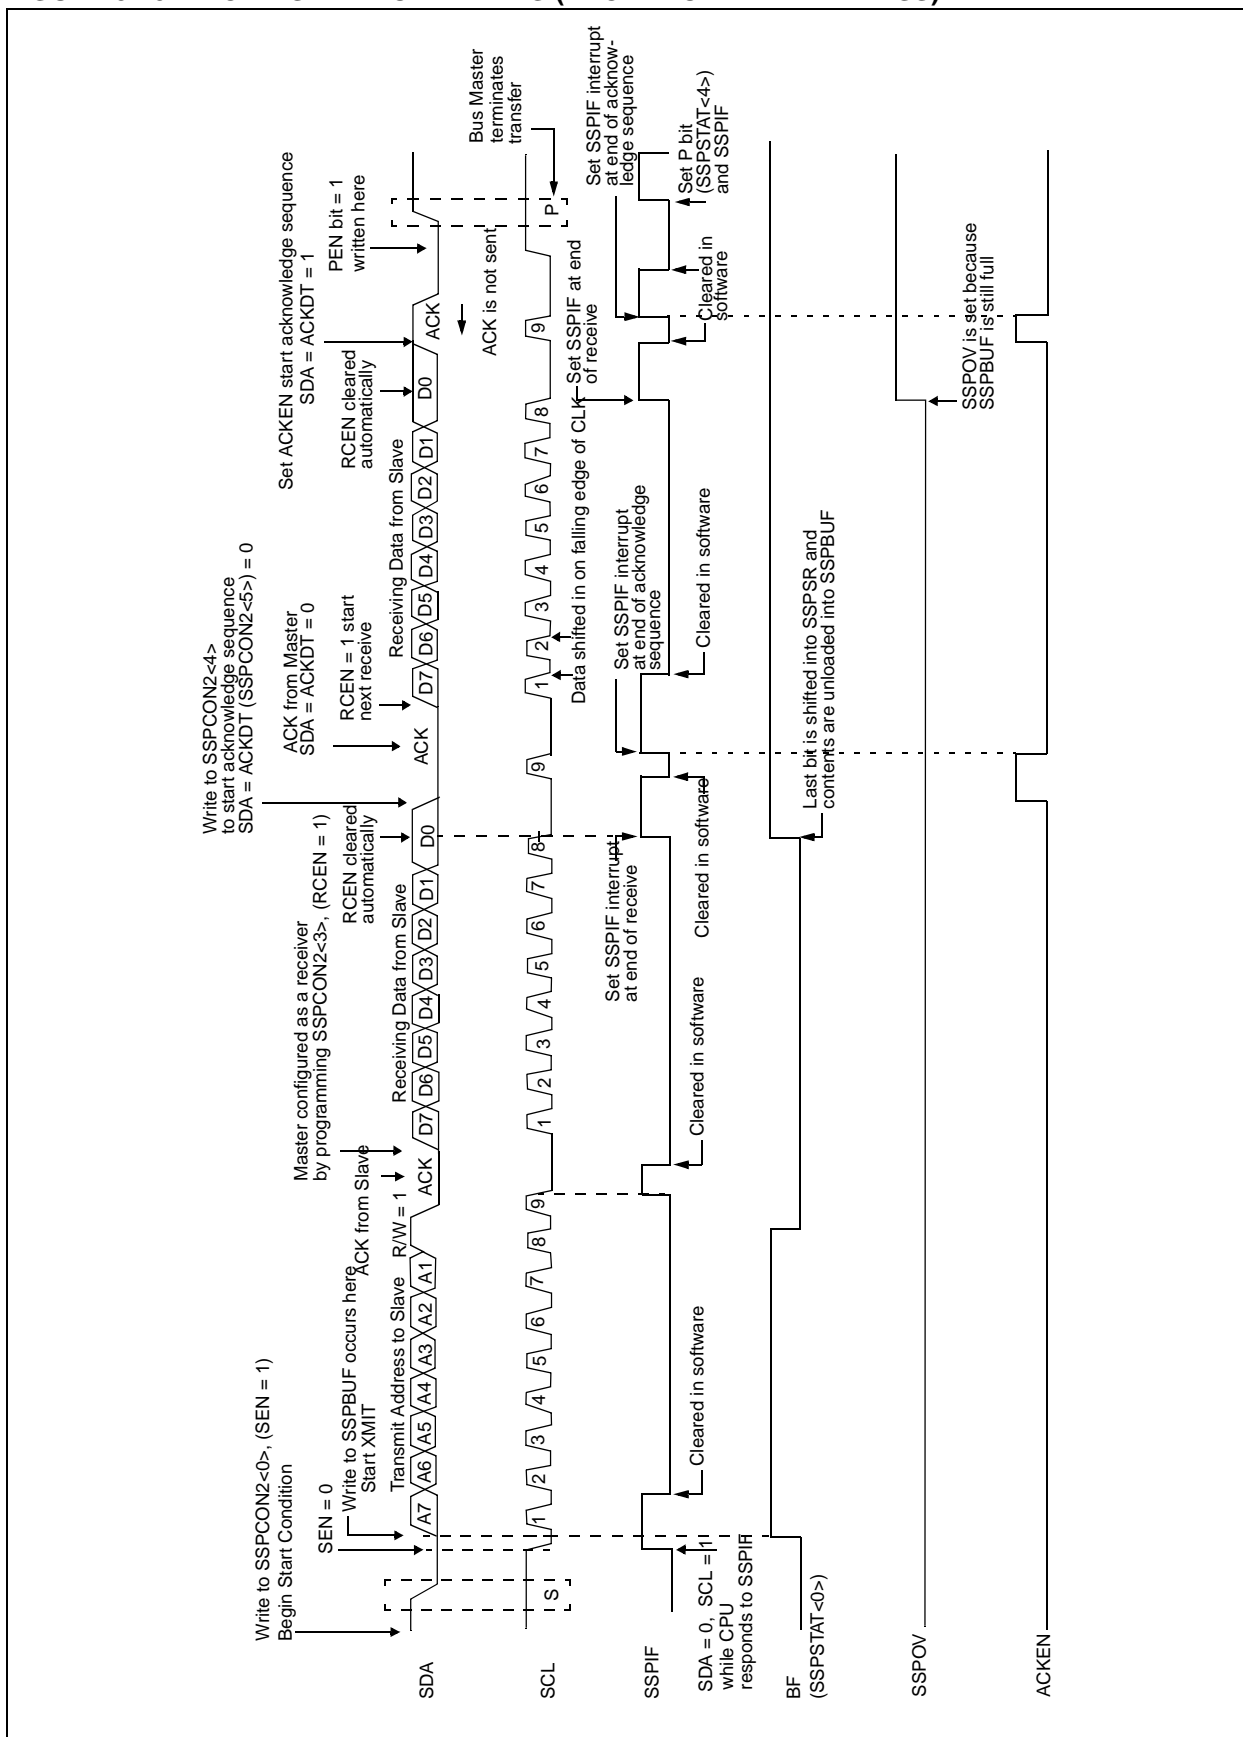 Write to SSPCON2<0>, (SEN = 1)
Begin Start Condition
SEN = 0
Write to SSPBUF occurs here
Start XMIT
Transmit Address to Slave
R/W = 1
ACK from Slave
Master configured as a receiver
by programming SSPCON2<3>, (RCEN = 1)
Receiving Data from Slave
RCEN cleared
automatically
Write to SSPCON2<4>
to start acknowledge sequence
SDA = ACKDT (SSPCON2<5>) = 0
ACK from Master
SDA = ACKDT = 0
RCEN = 1 start
next receive
Receiving Data from Slave
RCEN cleared
automatically
Set ACKEN start acknowledge sequence
SDA = ACKDT = 1
PEN bit = 1
written here
SDA
A7 A6 A5 A4 A3 A2 A1
ACK
D7 D6 D5 D4 D3 D2 D1 D0
ACK
D7 D6 D5 D4 D3 D2 D1 D0
ACK
ACK is not sent
Bus Master
terminates
transfer
SCL
S
1 2 3 4 5 6 7 8 9
1 2 3 4 5 6 7 8 9
1 2 3 4 5 6 7 8 9
P
Data shifted in on falling edge of CLK
Set SSPIF at end
of receive
Set SSPIF interrupt
at end of receive
Set SSPIF interrupt
at end of acknowledge
sequence
Set SSPIF interrupt
at end of acknow-
ledge sequence
SSPIF
SDA = 0, SCL = 1
while CPU
responds to SSPIF
Cleared in software
Cleared in software
Cleared in software
Cleared in software
Cleared in
software
Set P bit
(SSPSTAT<4>)
and SSPIF
BF
(SSPSTAT<0>)
Last bit is shifted into SSPSR and
contents are unloaded into SSPBUF
SSPOV
SSPOV is set because
SSPBUF is still full
ACKEN